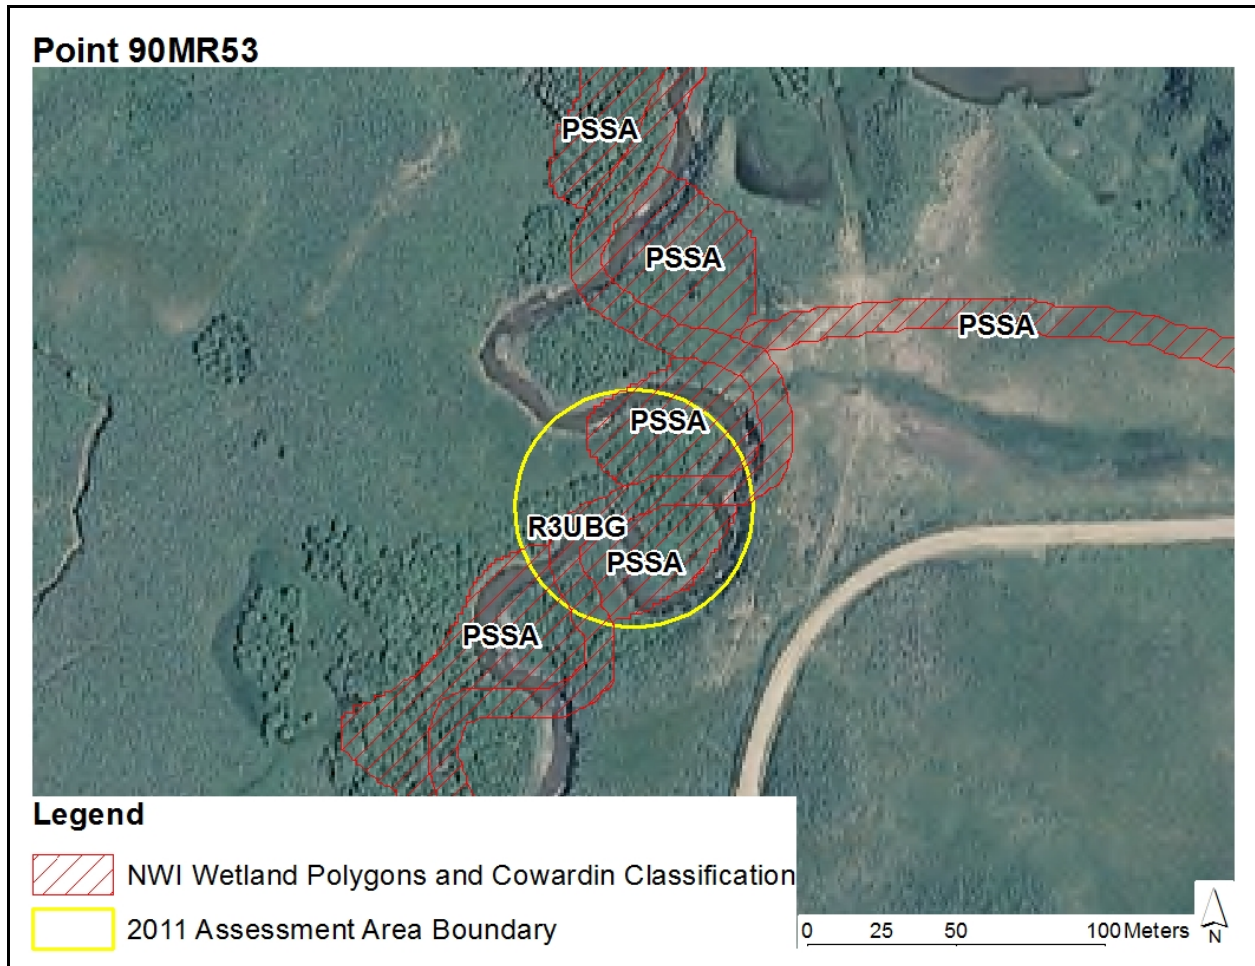 Point 90MR53
PSSA
PSSA
PSSA
PSSA
R3UBG
PSSA
PSSA
Legend
NWI Wetland Polygons and Cowardin Classification
2011 Assessment Area Boundary
0 25 50 100 Meters
N